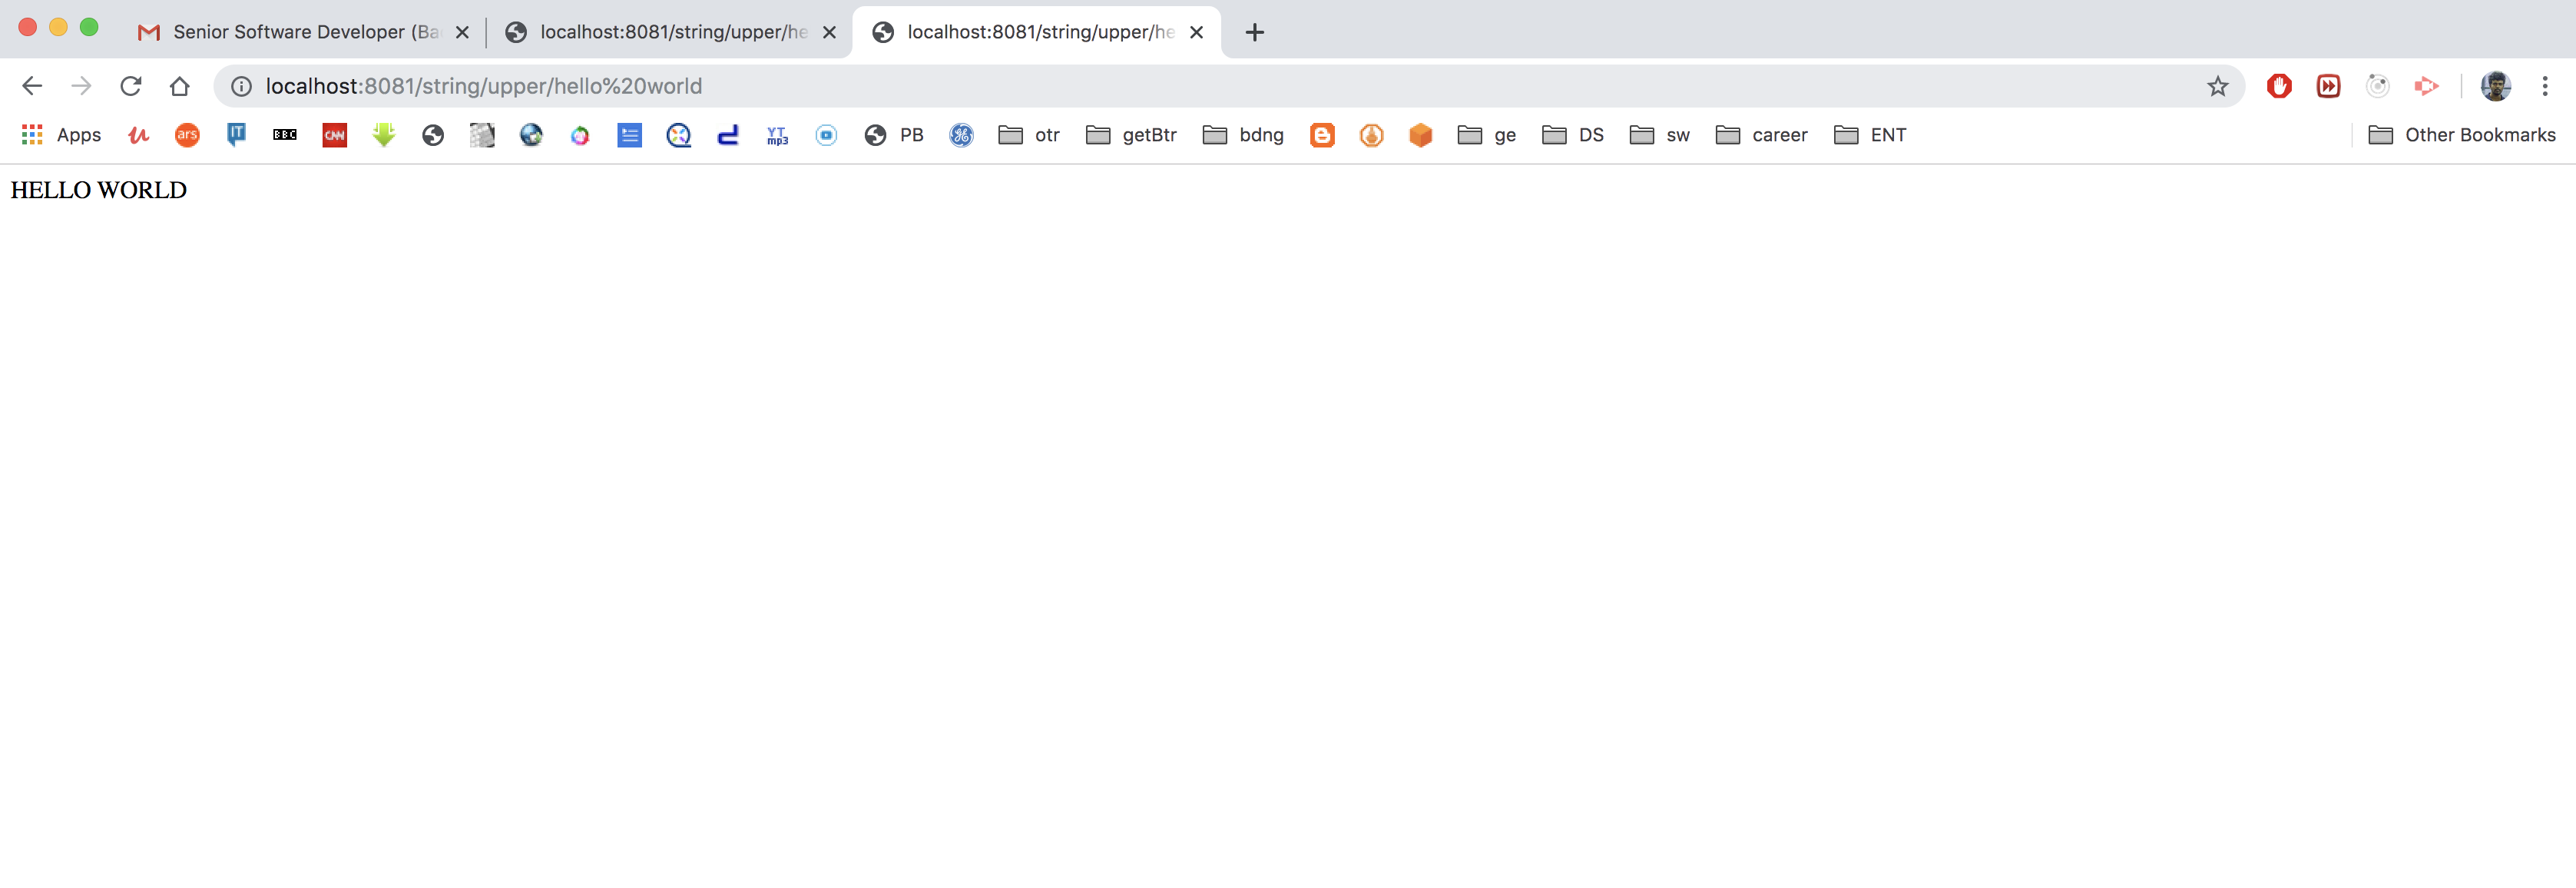 Senior Software Developer (Ba
localhost:8081/string/upper/he
localhost:8081/string/upper/he
localhost:8081/string/upper/hello%20world
Apps ars IT BBC CNN YT mp3 PB otr getBtr bdng ge DS sw career ENT Other Bookmarks
HELLO WORLD